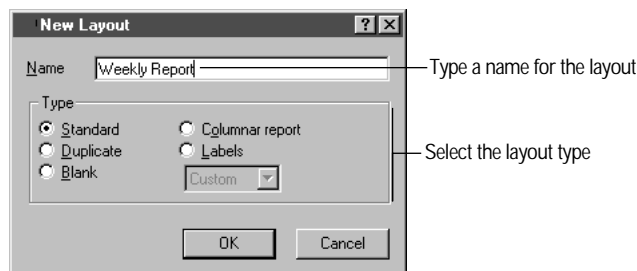 New Layout
Name Weekly Report
Type a name for the layout
Type
Standard Columnar report
Duplicate Labels
Select the layout type
Blank Custom
OK Cancel